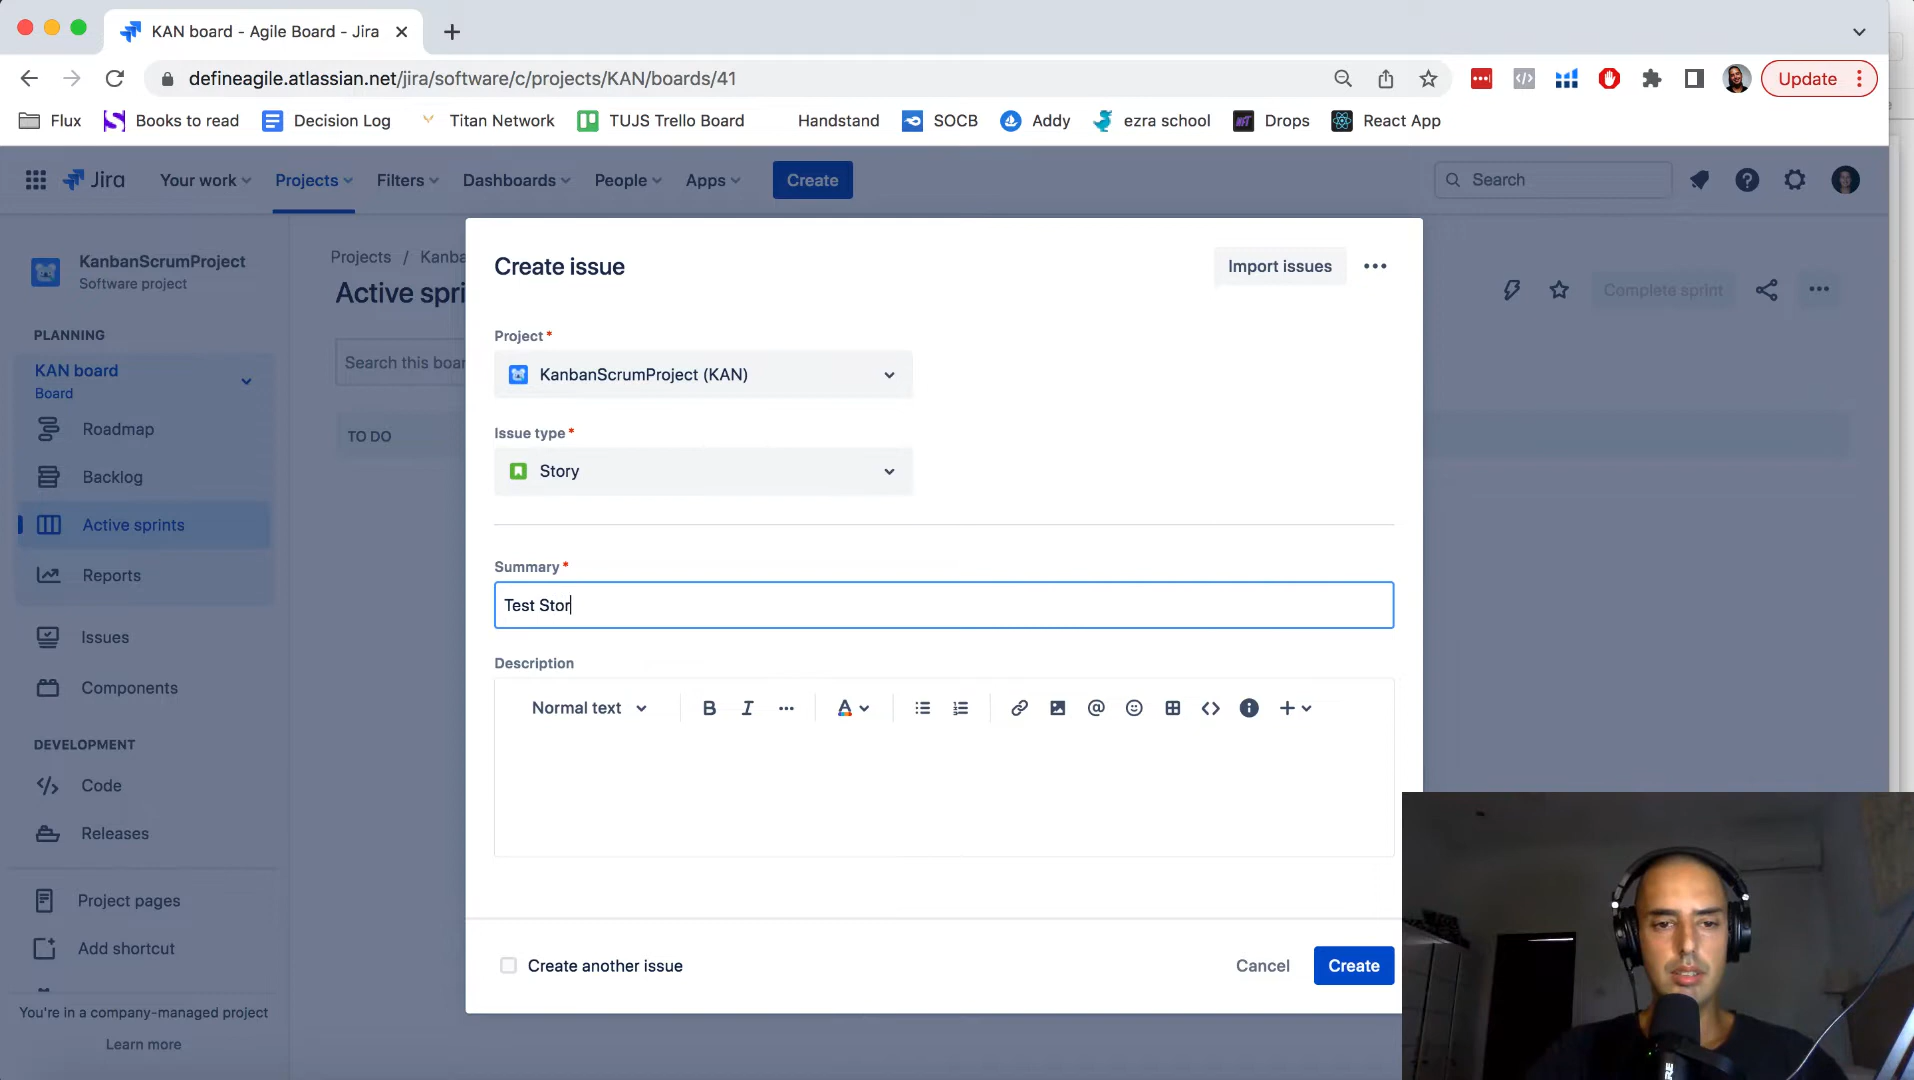 KAN board - Agile Board - Jira
defineagile.atlassian.net/jira/software/c/projects/KAN/boards/41
Update
Flux
Books to read
Decision Log
Titan Network
TUJS Trello Board
Handstand
SOCB
Addy
ezra school
Drops
React App
Jira
Your work
Projects
Filters
Dashboards
People
Apps
Create
Search
KanbanScrumProject
Software project
PLANNING
KAN board
Board
Roadmap
Backlog
Active sprints
Reports
Issues
Components
DEVELOPMENT
Code
Releases
Project pages
Add shortcut
You're in a company-managed project
Learn more
Projects / Kanba
Active spri
Search this boar
TO DO
Complete sprint
Create issue
Import issues
Project *
KanbanScrumProject (KAN)
Issue type *
Story
Summary *
Test Stor
Description
Normal text
Create another issue
Cancel
Create